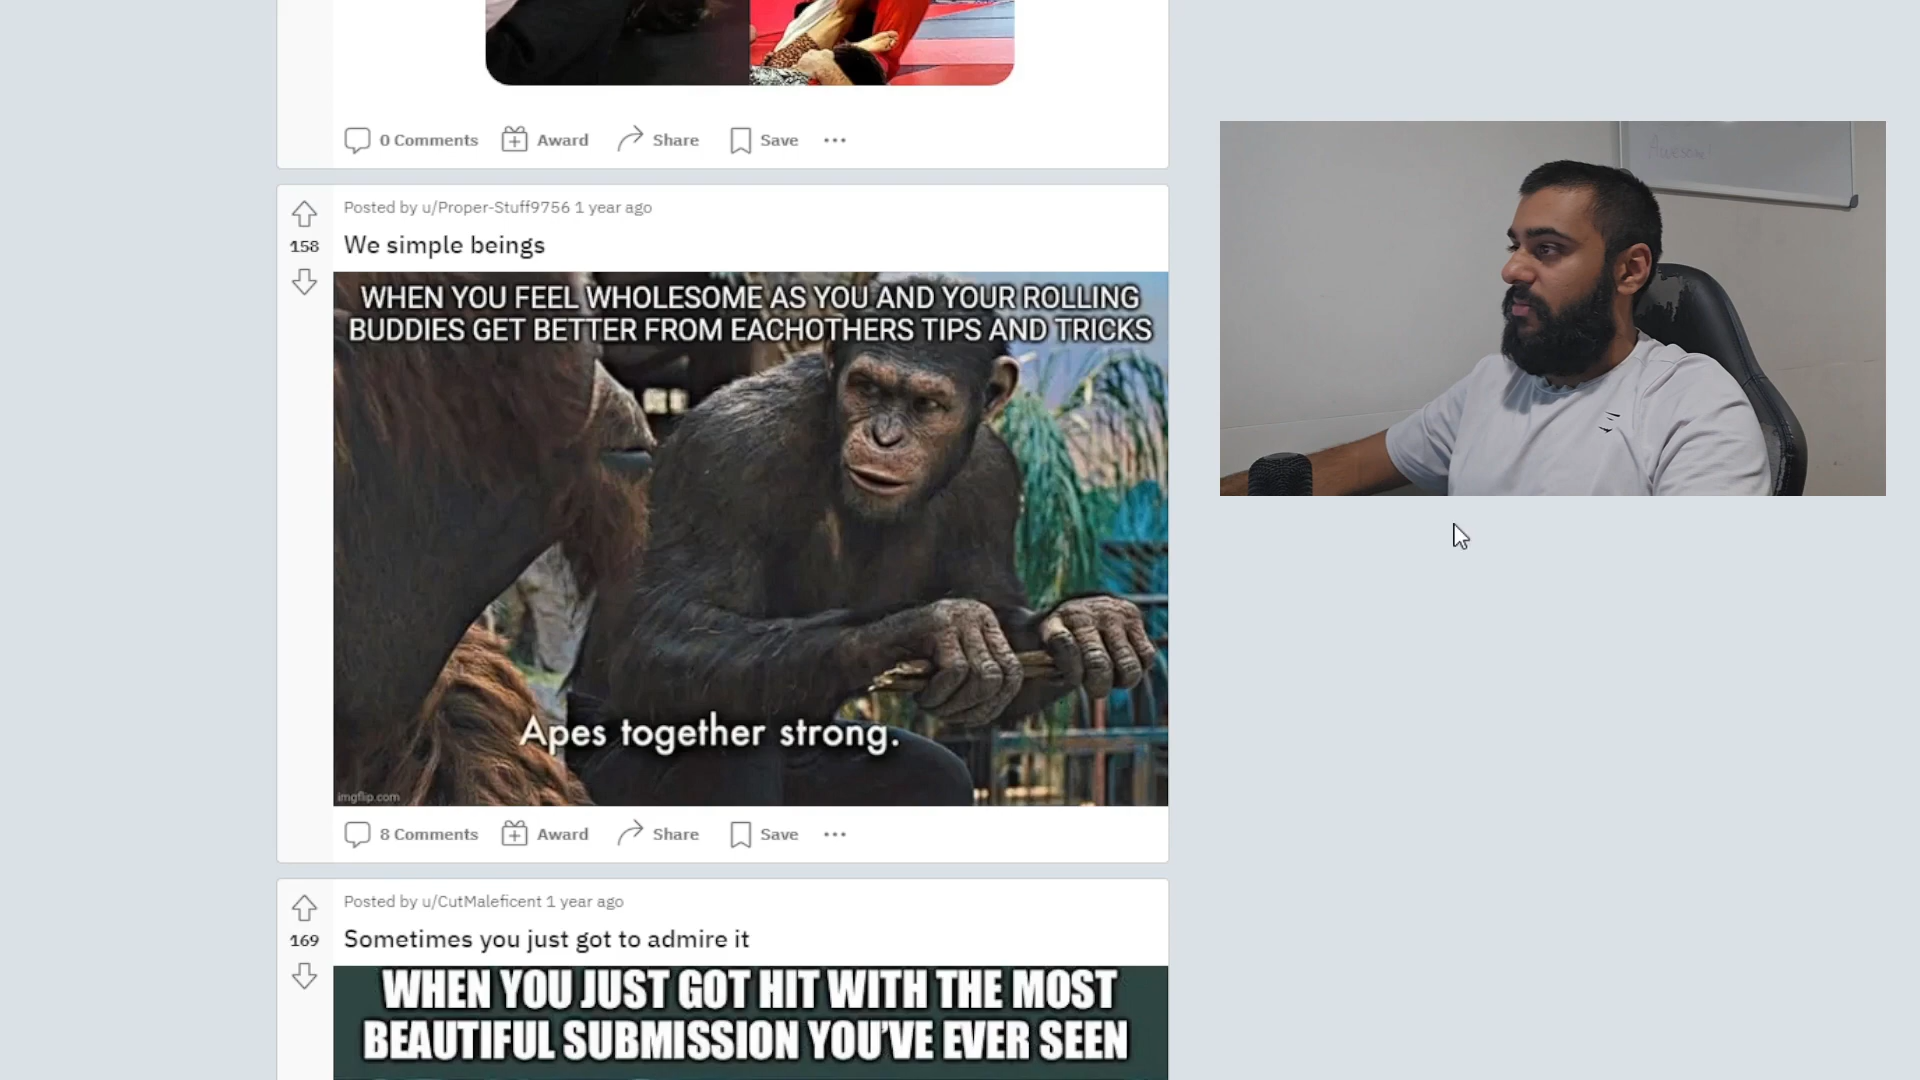 0 Comments Award Share Save
Posted by u/Proper-Stuff9756 1 year ago
158
We simple beings
WHEN YOU FEEL WHOLESOME AS YOU AND YOUR ROLLING
BUDDIES GET BETTER FROM EACHOTHERS TIPS AND TRICKS
Apes together strong.
imgflip.com
8 Comments Award Share Save
Posted by u/CutMaleficent 1 year ago
169
Sometimes you just got to admire it
WHEN YOU JUST GOT HIT WITH THE MOST
BEAUTIFUL SUBMISSION YOU'VE EVER SEEN
Awesome!